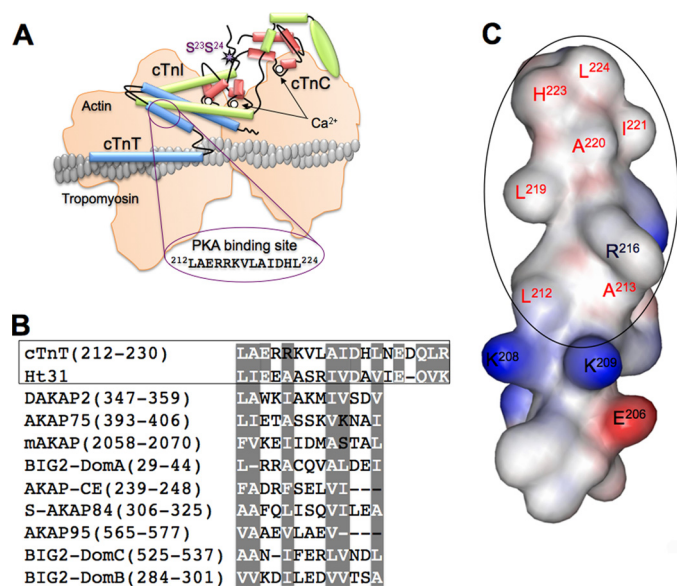 A
S²³S²⁴
cTnI
cTnC
Actin
Ca²⁺
cTnT
Tropomyosin
PKA binding site
²¹²LAERRKVLAIDHL²²⁴
B
cTnT(212-230) LAERRKVLAIDHLNEDQLR
Ht31 LIEEAASRIVDAVIE-QVK
DAKAP2(347-359) LAWKIAKMIVSDV
AKAP75(393-406) LIETASSKVKNAI
mAKAP(2058-2070) FVKEIIDMASTAL
BIG2-DomA(29-44) L-RRACQVALDEI
AKAP-CE(239-248) FADRFSELVI---
S-AKAP84(306-325) AFQLISQVILEA
AKAP95(565-577) VAAEVLAEV----
BIG2-DomC(525-537) AAN-IFERLVNDL
BIG2-DomB(284-301) VVKDILEDVVTSA
C
L²²⁴
H²²³
I²²¹
A²²⁰
L²¹⁹
R²¹⁶
L²¹² A²¹³
K²⁰⁸
K²⁰⁹
E²⁰⁶